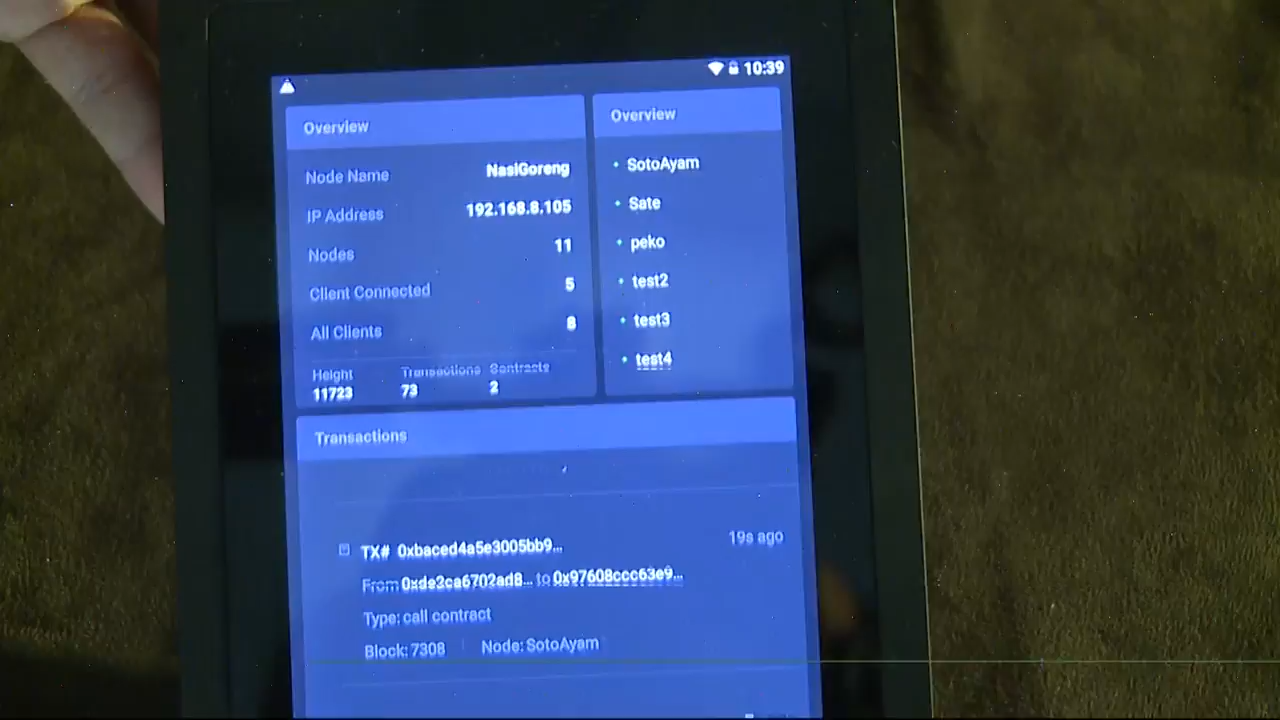 10:39
Overview
Node Name NasiGoreng
IP Address 192.168.8.105
Nodes 11
Client Connected 5
All Clients 8
Height Transactions Contracts
11723 73 2
Overview
• SotoAyam
• Sate
• peko
• test2
• test3
• test4
Transactions
TX# 0xbaced4a5e3005bb9... 19s ago
From 0xde2ca6702ad8... to 0x97608ccc63e9...
Type: call contract
Block: 7308 | Node: SotoAyam